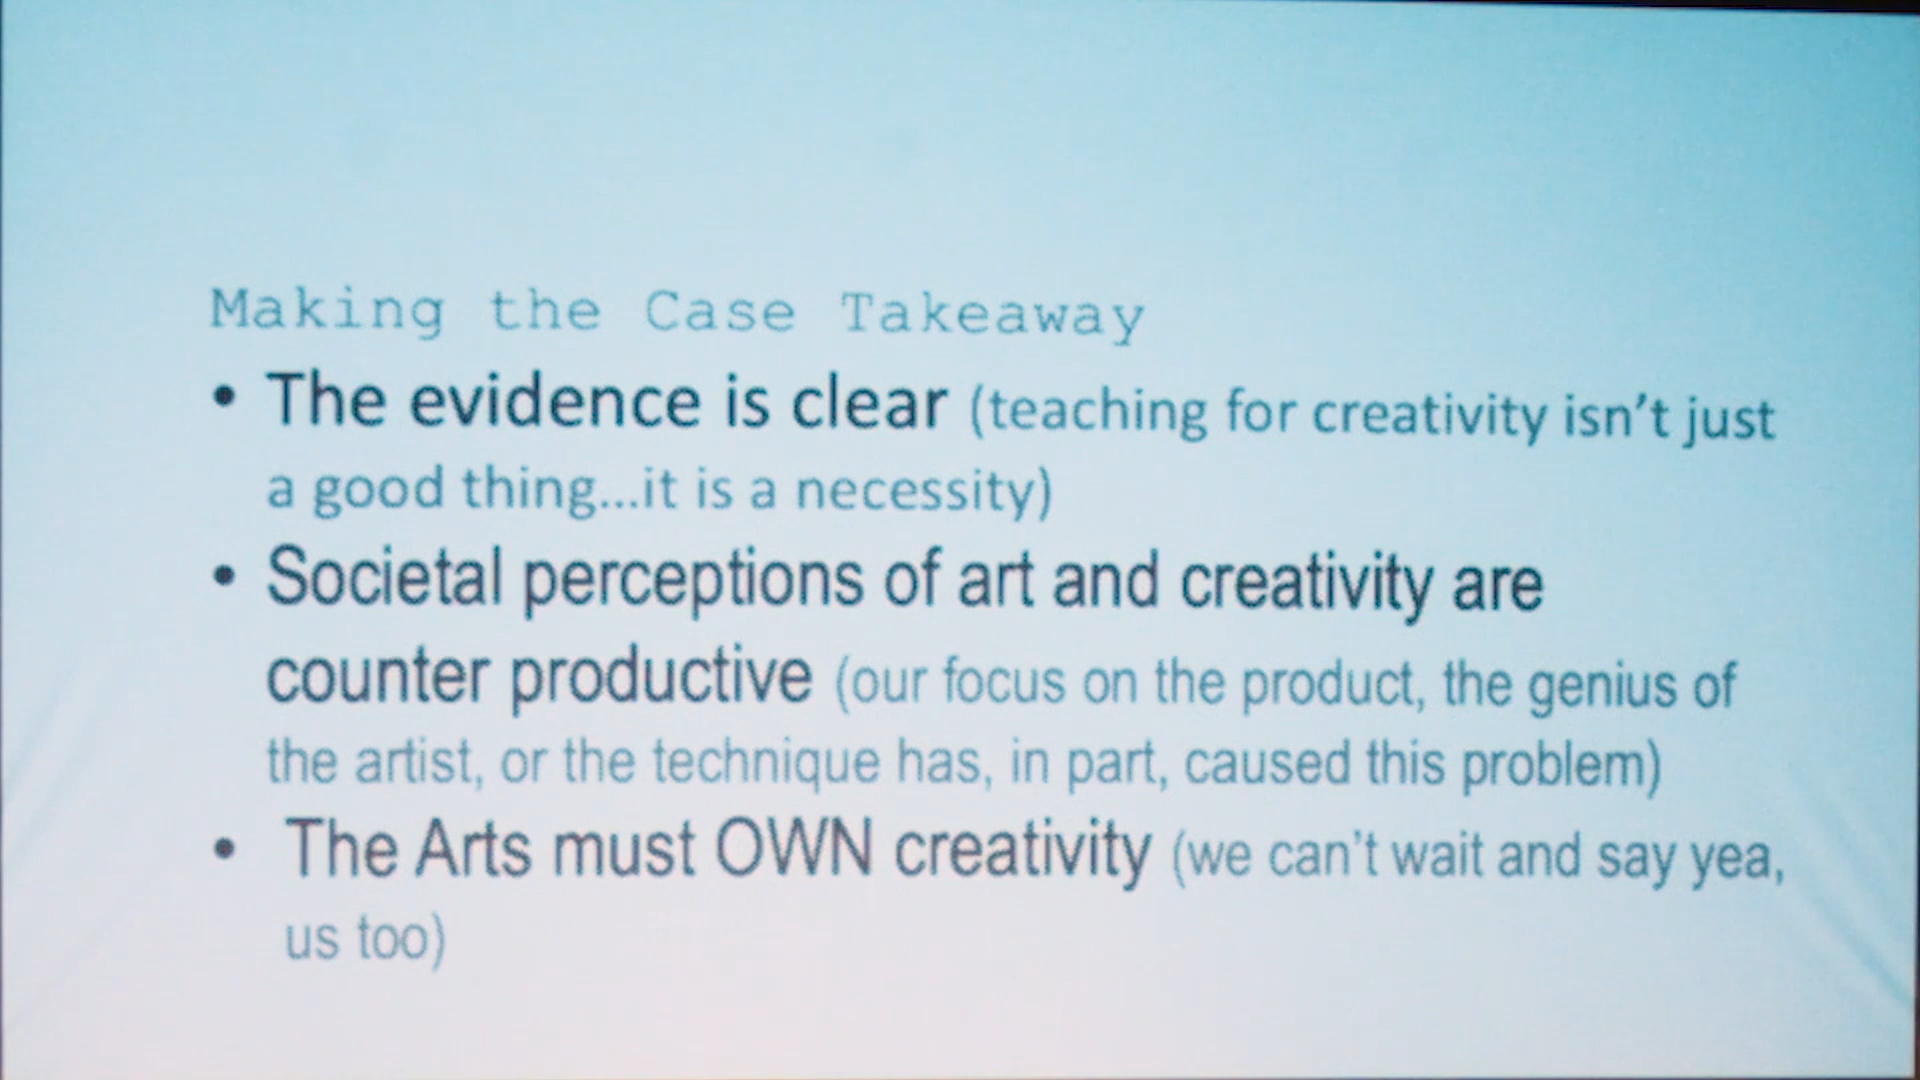 Making the Case Takeaway
• The evidence is clear (teaching for creativity isn't just
a good thing...it is a necessity)
• Societal perceptions of art and creativity are
counter productive (our focus on the product, the genius of
the artist, or the technique has, in part, caused this problem)
• The Arts must OWN creativity (we can't wait and say yea,
us too)